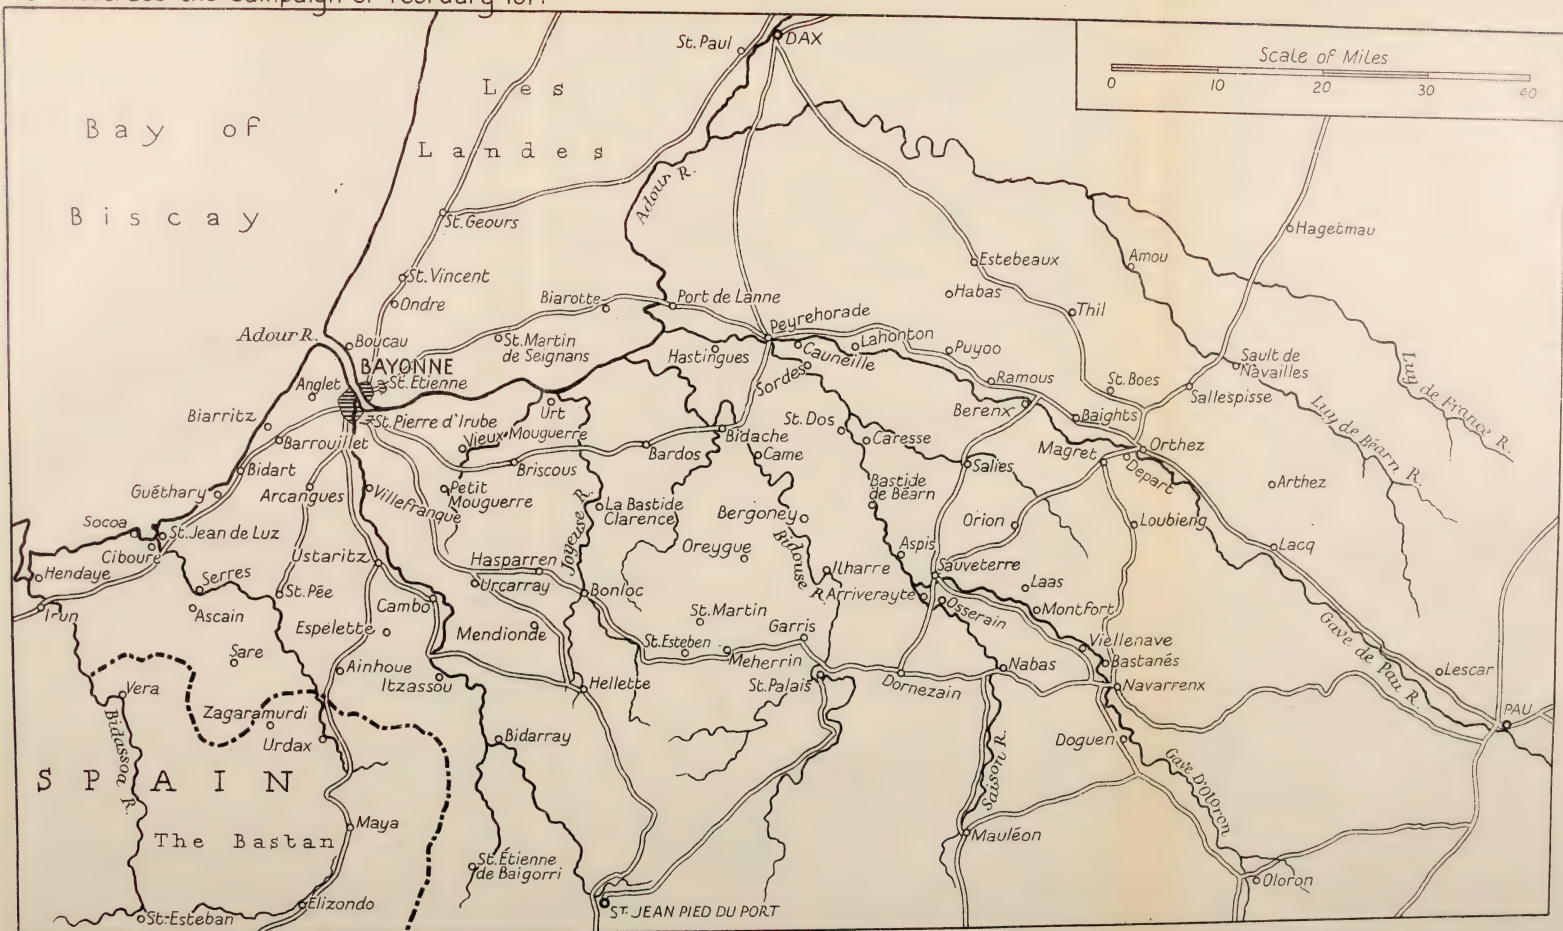 St. Paul
DAX
Scale of Miles
0 10 20 30 40
Les
Landes
Bay of
Biscay
Adour R.
St. Geours
Hagetmau
St. Vincent
Ondre
Estebeaux
Amou
Habas
Biarotte
Port de Lanne
Thil
Adour R.
Boucau
St. Martin
de Seignans
Peyrehorade
Hastingues
Cauneille
Lahonton
Puyoo
Sault de
Navailles
Luy de France R.
BAYONNE
St. Etienne
Anglet
Sordes
Ramous
St. Boes
Sallespisse
Biarritz
St. Pierre d'Irube
Urt
Berenx
Baights
Luy de Béarn R.
Barrouillet
Vieux Mouguerre
St. Dos
Caresse
Bidache
Came
Orthez
Magret
Depart
Bidart
Briscous
Bardos
Salies
Guéthary
Arcangues
Villefranque
Petit
Mouguerre
La Bastide
Clarence
Joyeuse R.
Bastide
de Béarn
Bergoney
Bidouse R.
Arthez
Socoa
St. Jean de Luz
Ciboure
Orion
Loubieng
Lacq
Ustaritz
Hasparren
Oreygue
Aspis
Sauveterre
Hendaye
Serres
St. Pée
Urcarray
Bonloc
Ilharre
Arriverayte
Osserain
Laas
Montfort
Irun
Ascain
Cambo
Espelette
Mendionde
St. Martin
Garris
St. Esteben
Meherrin
Viellenave
Bastanés
Gave de Pau R.
Sare
Ainhoue
Itzassou
Hellette
St. Palais
Dornezain
Nabas
Navarrenx
Lescar
Vera
Zagaramurdi
Urdax
Bidarray
Bidassoa R.
Saison R.
Doguen
Gave D'Oloron
PAU
SPAIN
Maya
The Bastan
Mauléon
St. Étienne
de Baigorri
Oloron
Elizondo
St-Esteban
ST. JEAN PIED DU PORT